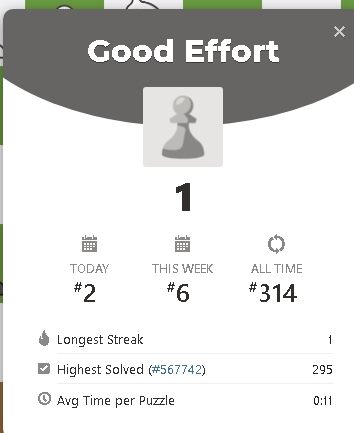 Good Effort
1
TODAY THIS WEEK ALL TIME
#2 #6 #314
Longest Streak 1
Highest Solved (#567742) 295
Avg Time per Puzzle 0:11